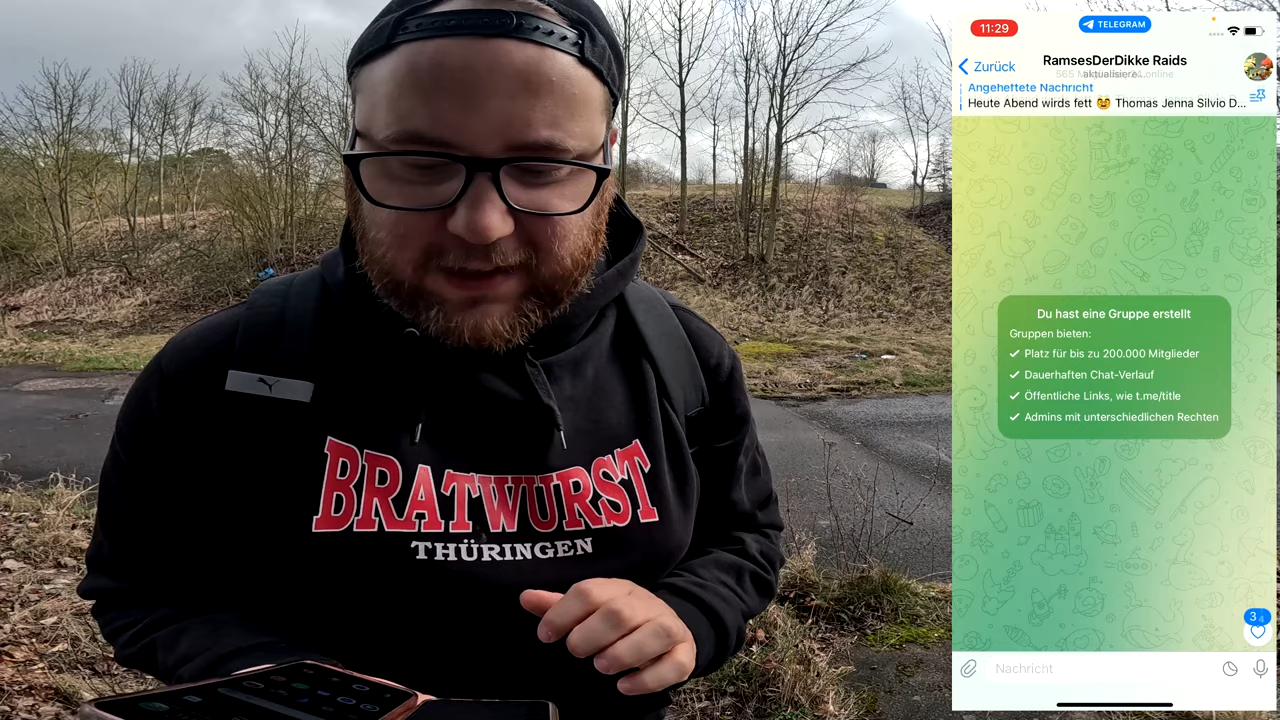 11:29
TELEGRAM
Zurück
RamsesDerDikke Raids
aktualisiere...
Angeheftete Nachricht
Heute Abend wirds fett 😁 Thomas Jenna Silvio D...
Du hast eine Gruppe erstellt
Gruppen bieten:
✓ Platz für bis zu 200.000 Mitglieder
✓ Dauerhaften Chat-Verlauf
✓ Öffentliche Links, wie t.me/title
✓ Admins mit unterschiedlichen Rechten
Nachricht
BRATWURST
THÜRINGEN